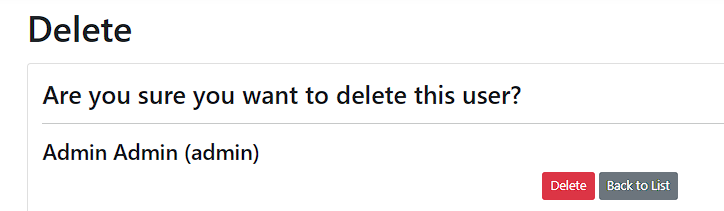 Delete
Are you sure you want to delete this user?
Admin Admin (admin)
Delete Back to List